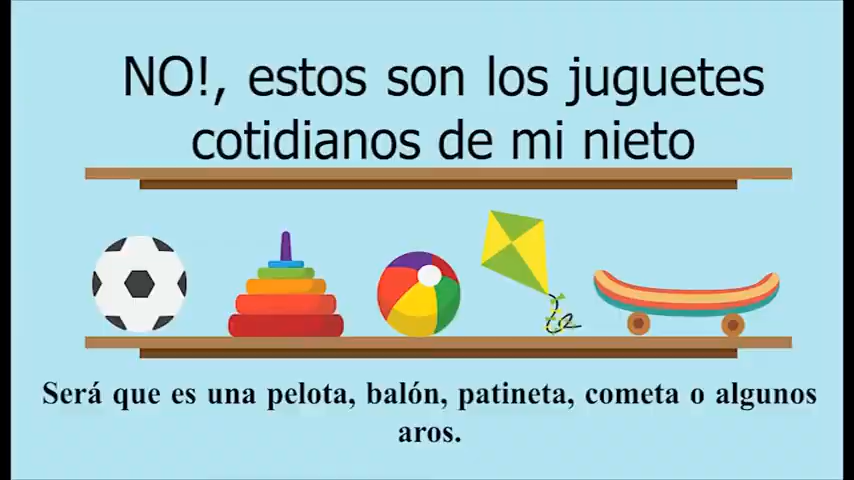 NO!, estos son los juguetes
cotidianos de mi nieto
Será que es una pelota, balón, patineta, cometa o algunos
aros.